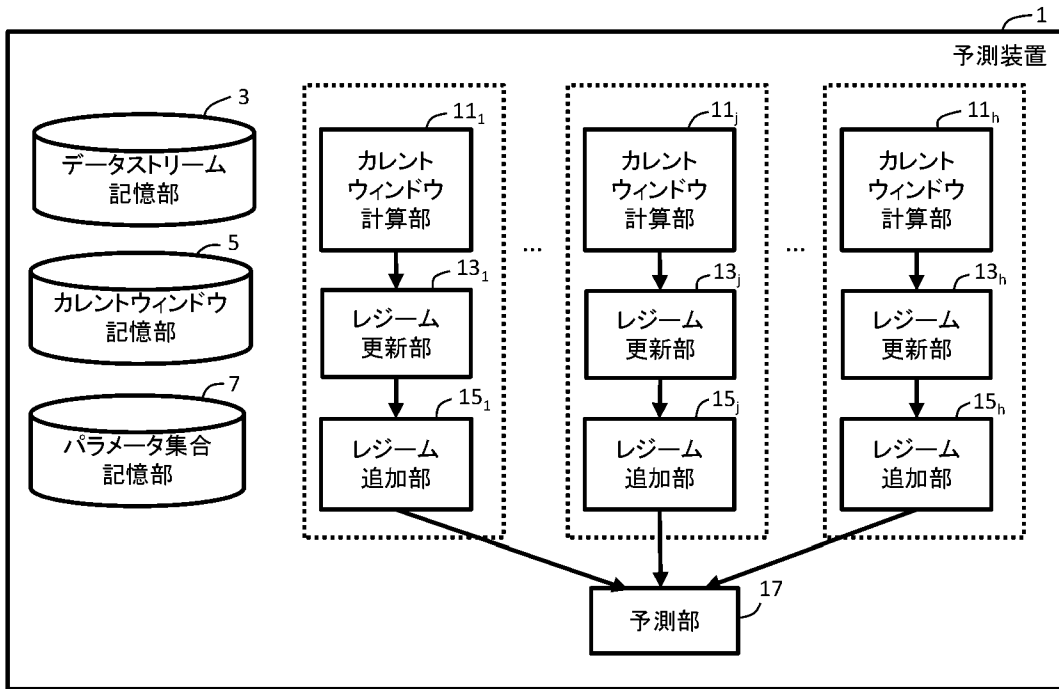 1
予測装置
3
データストリーム
記憶部
5
カレントウィンドウ
記憶部
7
パラメータ集合
記憶部
11₁
カレント
ウィンドウ
計算部
13₁
レジーム
更新部
15₁
レジーム
追加部
...
11ⱼ
カレント
ウィンドウ
計算部
13ⱼ
レジーム
更新部
15ⱼ
レジーム
追加部
...
11ₕ
カレント
ウィンドウ
計算部
13ₕ
レジーム
更新部
15ₕ
レジーム
追加部
17
予測部